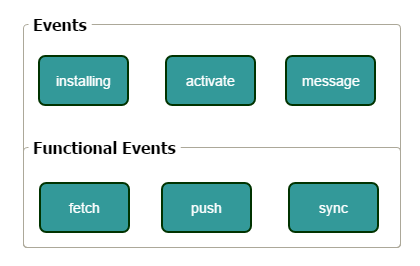 Events
installing activate message
Functional Events
fetch push sync